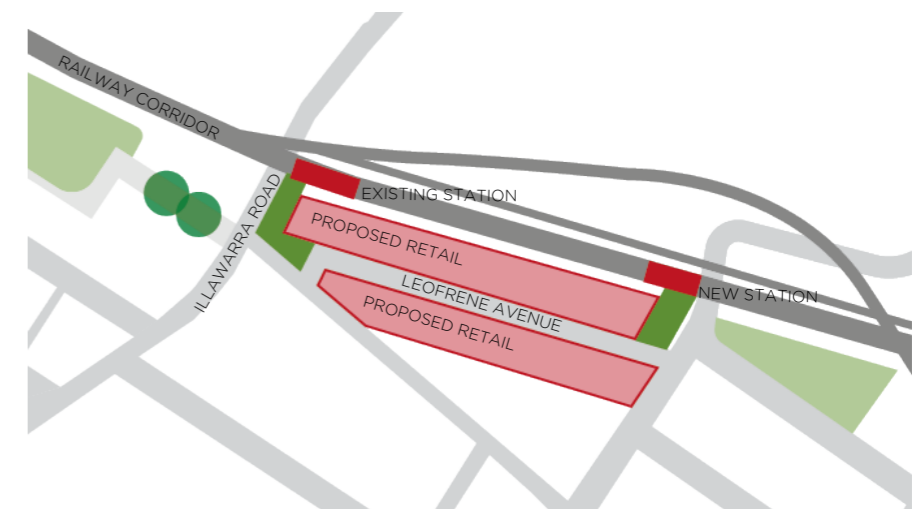 RAILWAY CORRIDOR
EXISTING STATION
ILLAWARRA ROAD
PROPOSED RETAIL
LEOFRENE AVENUE
NEW STATION
PROPOSED RETAIL